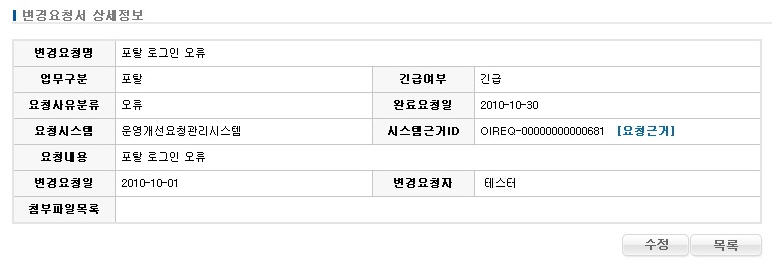 변경요청서 상세정보
변경요청명 포탈 로그인 오류
업무구분 포탈 긴급여부 긴급
요청사유분류 오류 완료요청일 2010-10-30
요청시스템 운영개선요청관리시스템 시스템근거ID OIREQ-00000000000681 [요청근거]
요청내용 포탈 로그인 오류
변경요청일 2010-10-01 변경요청자 테스터
첨부파일목록
수정 목록